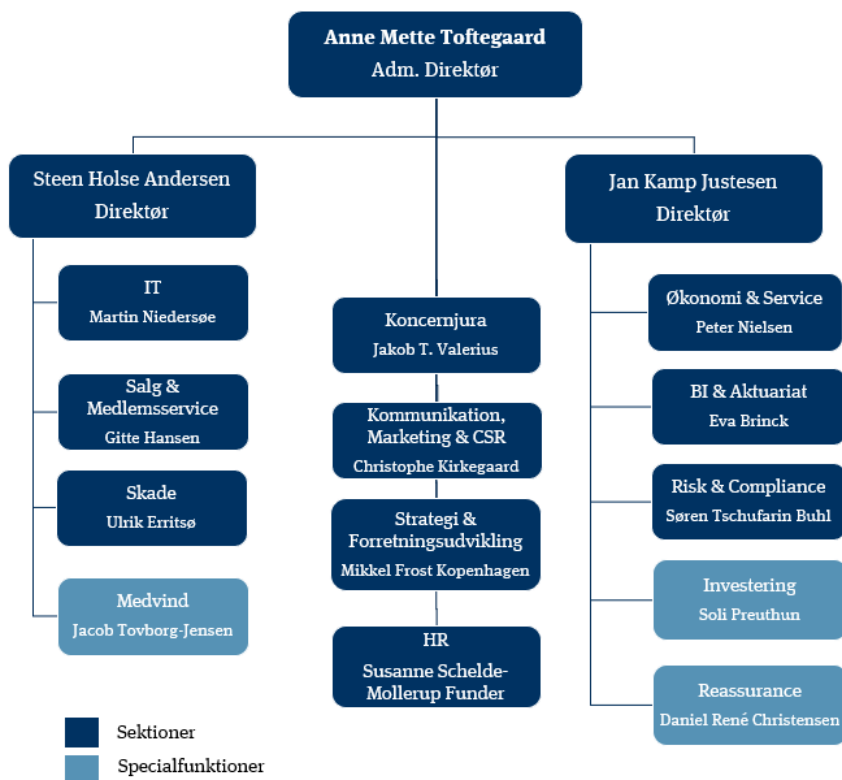 Anne Mette Toftegaard
Adm. Direktør
Steen Holse Andersen
Direktør
Jan Kamp Justesen
Direktør
IT
Martin Niedersøe
Salg &
Medlemsservice
Gitte Hansen
Skade
Ulrik Erritsø
Medvind
Jacob Tovborg-Jensen
Koncernjura
Jakob T. Valerius
Kommunikation,
Marketing & CSR
Christophe Kirkegaard
Strategi &
Forretningsudvikling
Mikkel Frost Kopenhagen
HR
Susanne Schelde-
Mollerup Funder
Økonomi & Service
Peter Nielsen
BI & Aktuariat
Eva Brinck
Risk & Compliance
Søren Tschufarin Buhl
Investering
Soli Preuthun
Reassurance
Daniel René Christensen
Sektioner
Specialfunktioner